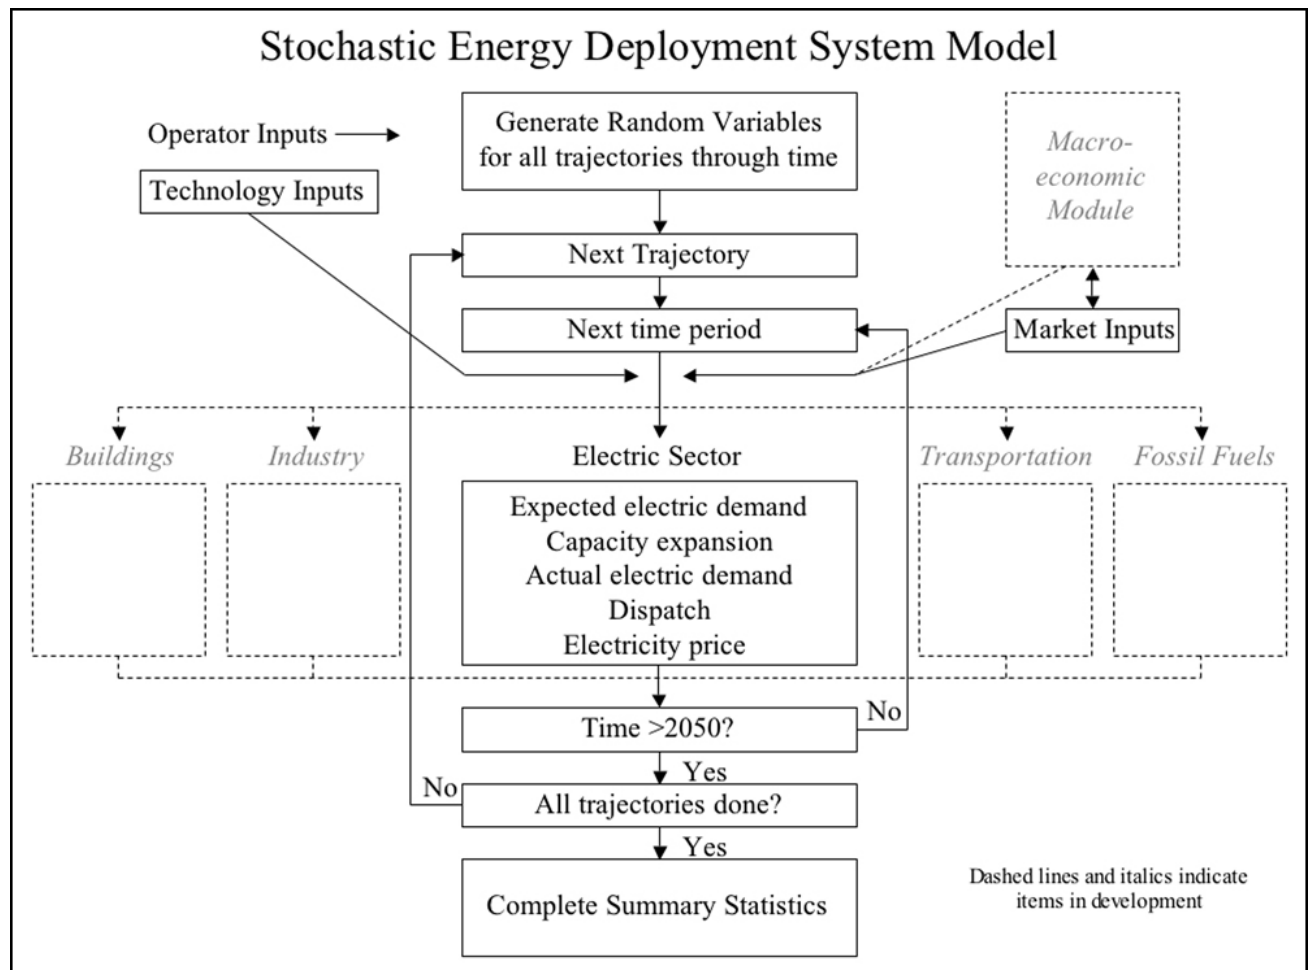 Stochastic Energy Deployment System Model
Operator Inputs
Technology Inputs
Generate Random Variables
for all trajectories through time
Macro-
economic
Module
Next Trajectory
Next time period
Market Inputs
Buildings
Industry
Electric Sector
Transportation
Fossil Fuels
Expected electric demand
Capacity expansion
Actual electric demand
Dispatch
Electricity price
Time >2050?
No
Yes
No
All trajectories done?
Yes
Complete Summary Statistics
Dashed lines and italics indicate
items in development